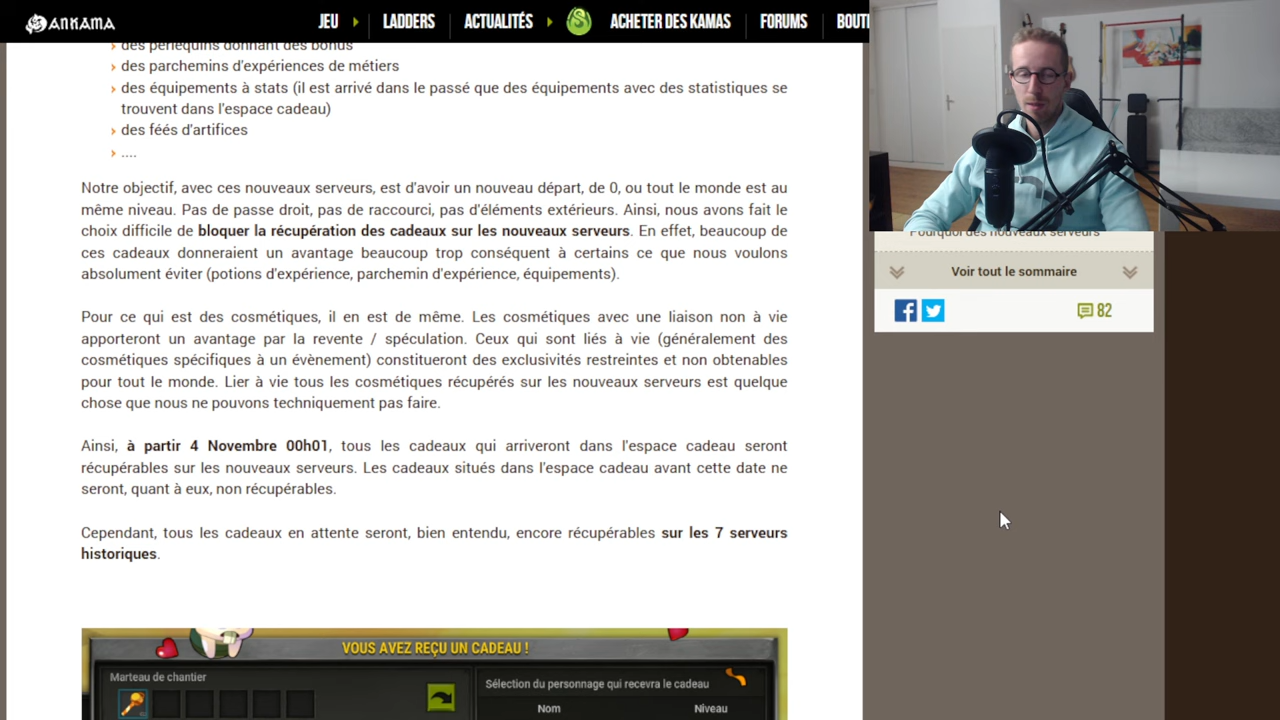 ANKAMA JEU LADDERS ACTUALITÉS ACHETER DES KAMAS FORUMS BOUTI
des perlequins donnant des bonus
des parchemins d'expériences de métiers
des équipements à stats (il est arrivé dans le passé que des équipements avec des statistiques se
trouvent dans l'espace cadeau)
des féés d'artifices
....
Notre objectif, avec ces nouveaux serveurs, est d'avoir un nouveau départ, de 0, ou tout le monde est au
même niveau. Pas de passe droit, pas de raccourci, pas d'éléments extérieurs. Ainsi, nous avons fait le
choix difficile de bloquer la récupération des cadeaux sur les nouveaux serveurs. En effet, beaucoup de
ces cadeaux donneraient un avantage beaucoup trop conséquent à certains ce que nous voulons
absolument éviter (potions d'expérience, parchemin d'expérience, équipements).
Pour ce qui est des cosmétiques, il en est de même. Les cosmétiques avec une liaison non à vie
apporteront un avantage par la revente / spéculation. Ceux qui sont liés à vie (généralement des
cosmétiques spécifiques à un évènement) constitueront des exclusivités restreintes et non obtenables
pour tout le monde. Lier à vie tous les cosmétiques récupérés sur les nouveaux serveurs est quelque
chose que nous ne pouvons techniquement pas faire.
Ainsi, à partir 4 Novembre 00h01, tous les cadeaux qui arriveront dans l'espace cadeau seront
récupérables sur les nouveaux serveurs. Les cadeaux situés dans l'espace cadeau avant cette date ne
seront, quant à eux, non récupérables.
Cependant, tous les cadeaux en attente seront, bien entendu, encore récupérables sur les 7 serveurs
historiques.
VOUS AVEZ REÇU UN CADEAU !
Marteau de chantier
Sélection du personnage qui recevra le cadeau
Nom Niveau
Pourquoi des nouveaux serveurs
Voir tout le sommaire
82